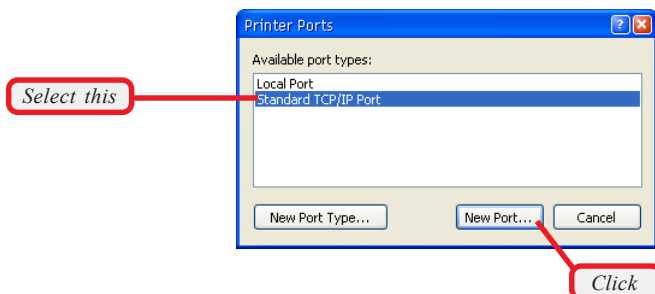 Printer Ports
Available port types:
Local Port
Select this
Standard TCP/IP Port
New Port Type...
New Port...
Cancel
Click